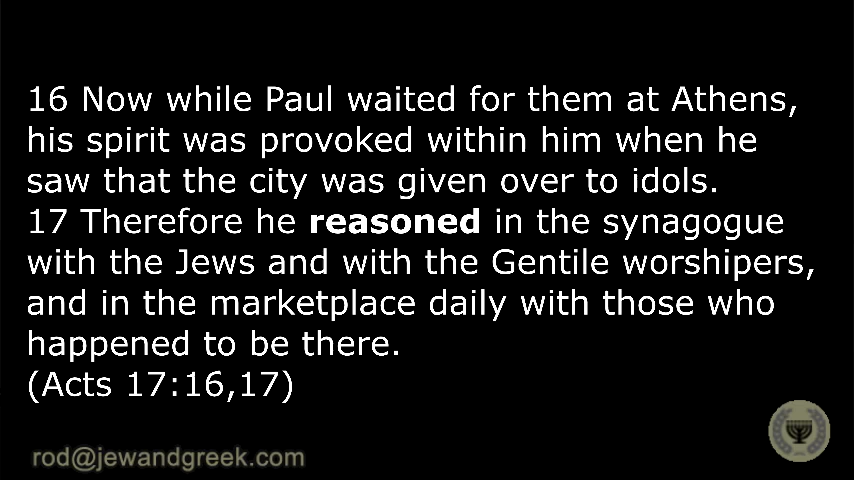 16 Now while Paul waited for them at Athens,
his spirit was provoked within him when he
saw that the city was given over to idols.
17 Therefore he reasoned in the synagogue
with the Jews and with the Gentile worshipers,
and in the marketplace daily with those who
happened to be there.
(Acts 17:16,17)
rod@jewandgreek.com